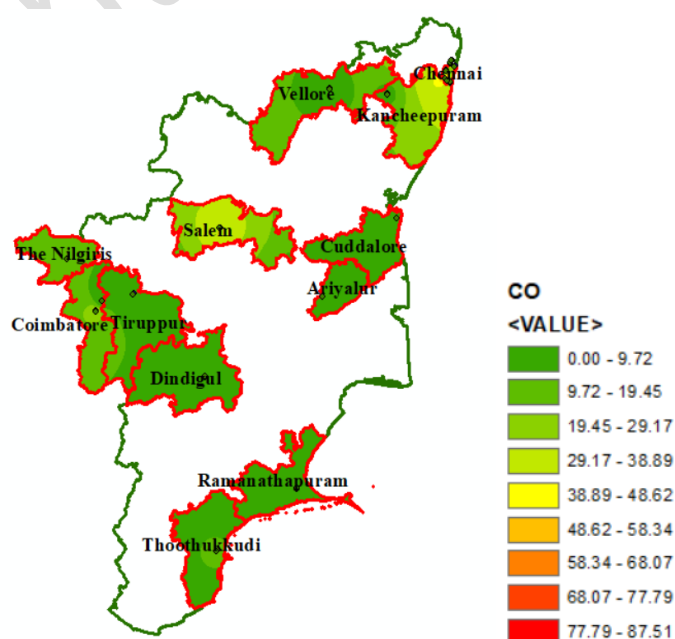 Chennai
Vellore
Kancheepuram
Salem
Cuddalore
The Nilgiris
Ariyalur
Coimbatore
Tiruppur
Dindigul
Ramanathapuram
Thoothukkudi
CO
<VALUE>
0.00 - 9.72
9.72 - 19.45
19.45 - 29.17
29.17 - 38.89
38.89 - 48.62
48.62 - 58.34
58.34 - 68.07
68.07 - 77.79
77.79 - 87.51